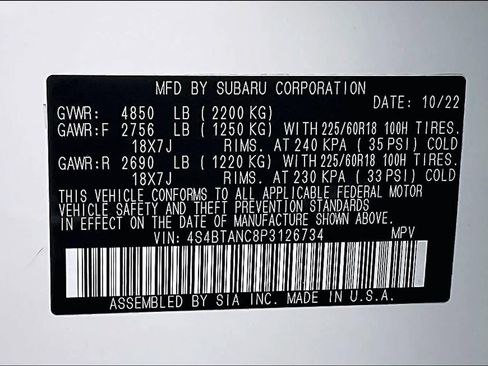 MFD BY SUBARU CORPORATION
DATE: 10/22
GVWR: 4850 LB ( 2200 KG)
GAWR:F 2756 LB ( 1250 KG) WITH 225/60R18 100H TIRES.
18X7J RIMS. AT 240 KPA ( 35 PSI) COLD
GAWR:R 2690 LB ( 1220 KG) WITH 225/60R18 100H TIRES.
18X7J RIMS. AT 230 KPA ( 33 PSI) COLD
THIS VEHICLE CONFORMS TO ALL APPLICABLE FEDERAL MOTOR
VEHICLE SAFETY AND THEFT PREVENTION STANDARDS
IN EFFECT ON THE DATE OF MANUFACTURE SHOWN ABOVE.
VIN: 4S4BTANC8P3126734 MPV
ASSEMBLED BY SIA INC. MADE IN U.S.A.